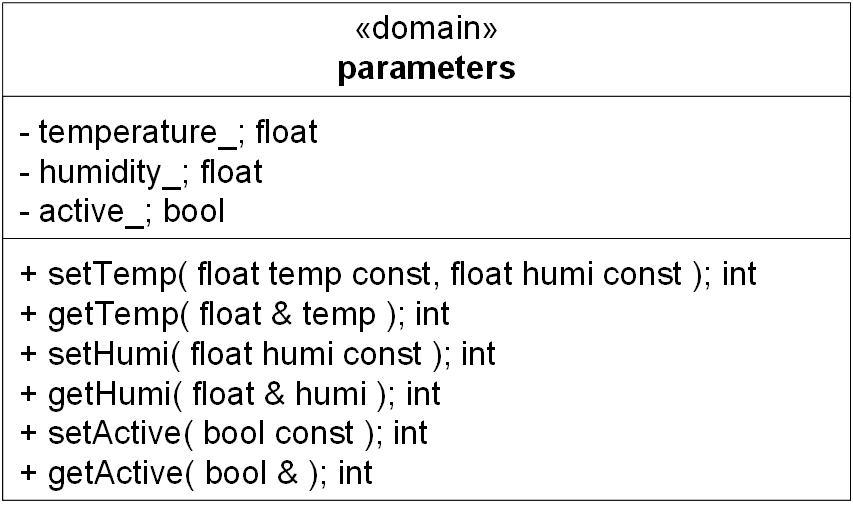 «domain»
parameters
- temperature_; float
- humidity_; float
- active_; bool
+ setTemp( float temp const, float humi const ); int
+ getTemp( float & temp ); int
+ setHumi( float humi const ); int
+ getHumi( float & humi ); int
+ setActive( bool const ); int
+ getActive( bool & ); int